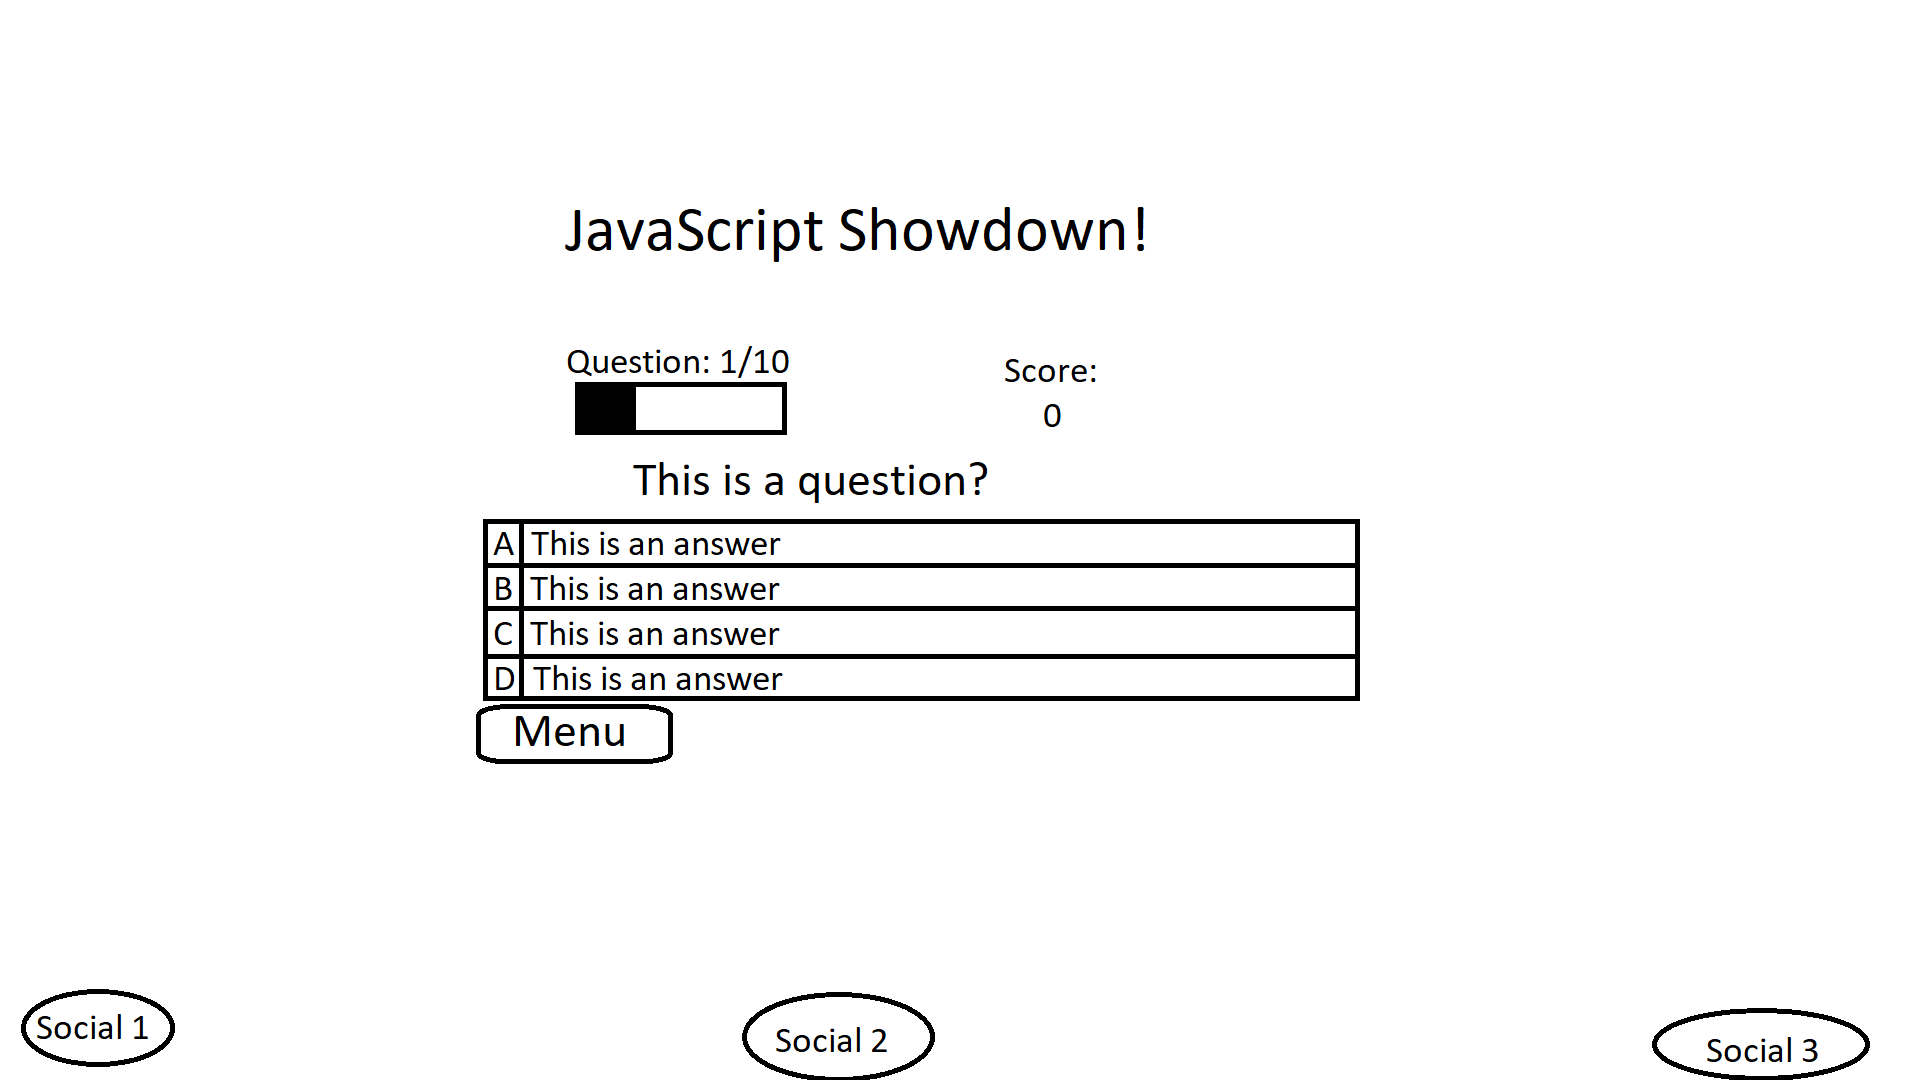 JavaScript Showdown!
Question: 1/10
Score:
0
This is a question?
A This is an answer
B This is an answer
C This is an answer
D This is an answer
Menu
Social 1
Social 2
Social 3